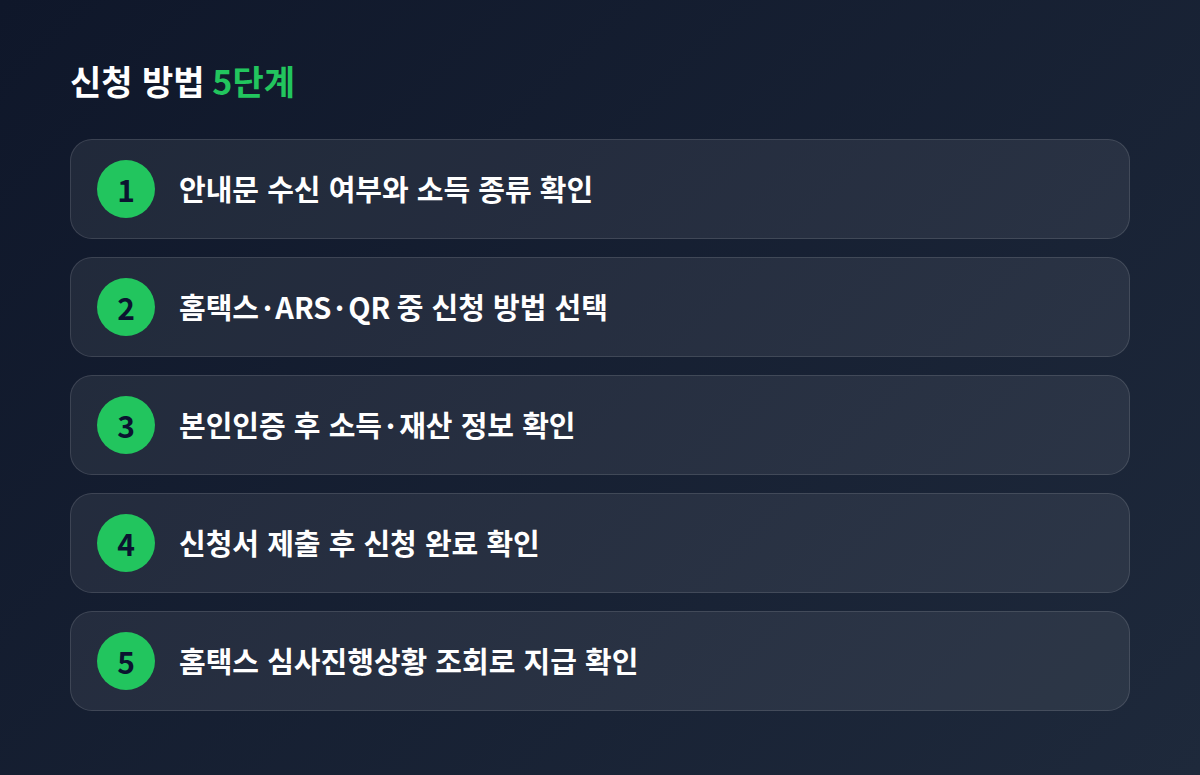 신청 방법 5단계
1 안내문 수신 여부와 소득 종류 확인
2 홈택스·ARS·QR 중 신청 방법 선택
3 본인인증 후 소득·재산 정보 확인
4 신청서 제출 후 신청 완료 확인
5 홈택스 심사진행상황 조회로 지급 확인